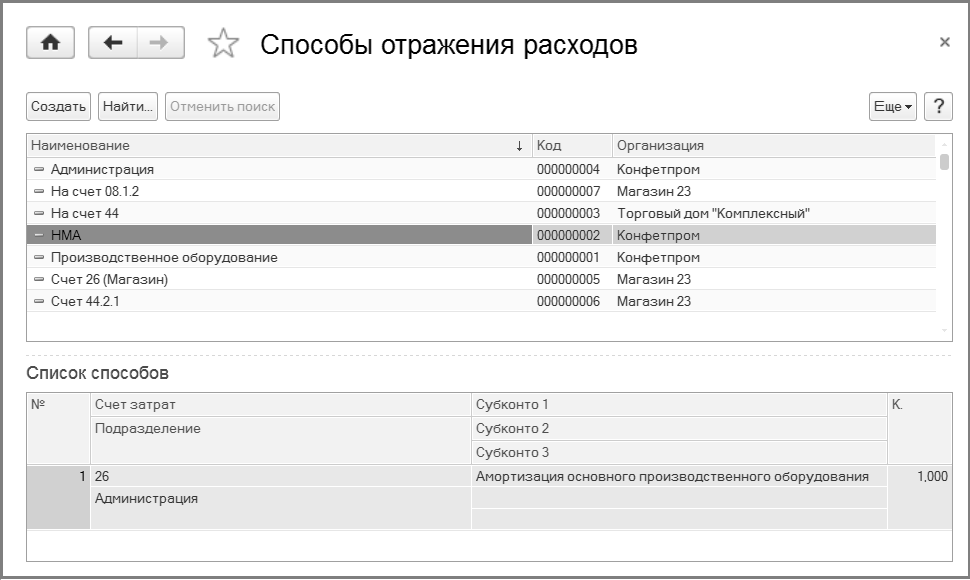 Способы отражения расходов
×
Создать Найти... Отменить поиск Еще ?
Наименование ↓ Код Организация
Администрация 000000004 Конфетпром
На счет 08.1.2 000000007 Магазин 23
На счет 44 000000003 Торговый дом "Комплексный"
НМА 000000002 Конфетпром
Производственное оборудование 000000001 Конфетпром
Счет 26 (Магазин) 000000005 Магазин 23
Счет 44.2.1 000000006 Магазин 23
Список способов
№ Счет затрат Субконто 1 К.
Подразделение Субконто 2
Субконто 3
1 26 Амортизация основного производственного оборудования 1,000
Администрация